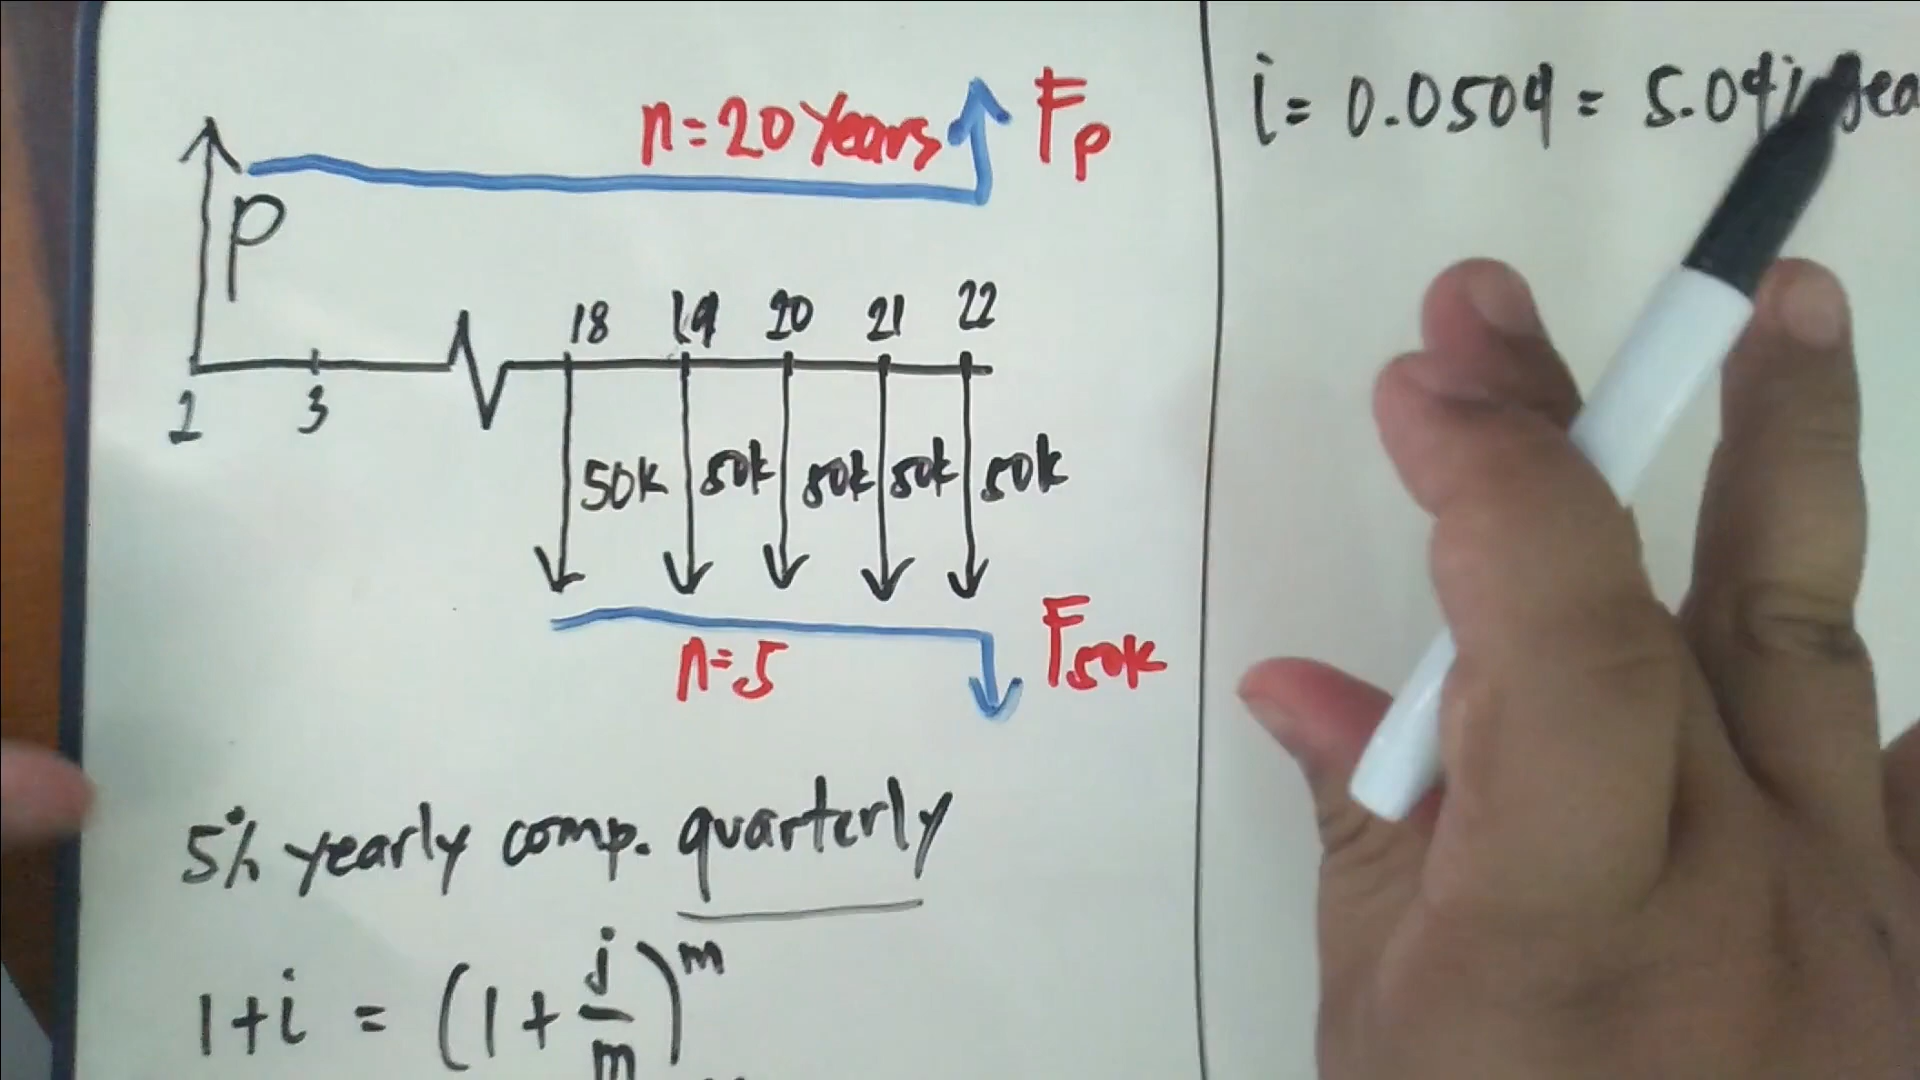 n=20 Years
Fp
P
18 19 20 21 22
2 3
50k 50k 50k 50k 50k
n=5
F50k
5% yearly comp. quarterly
1+i = (1+ j/m)^m
i= 0.0509 = 5.09%